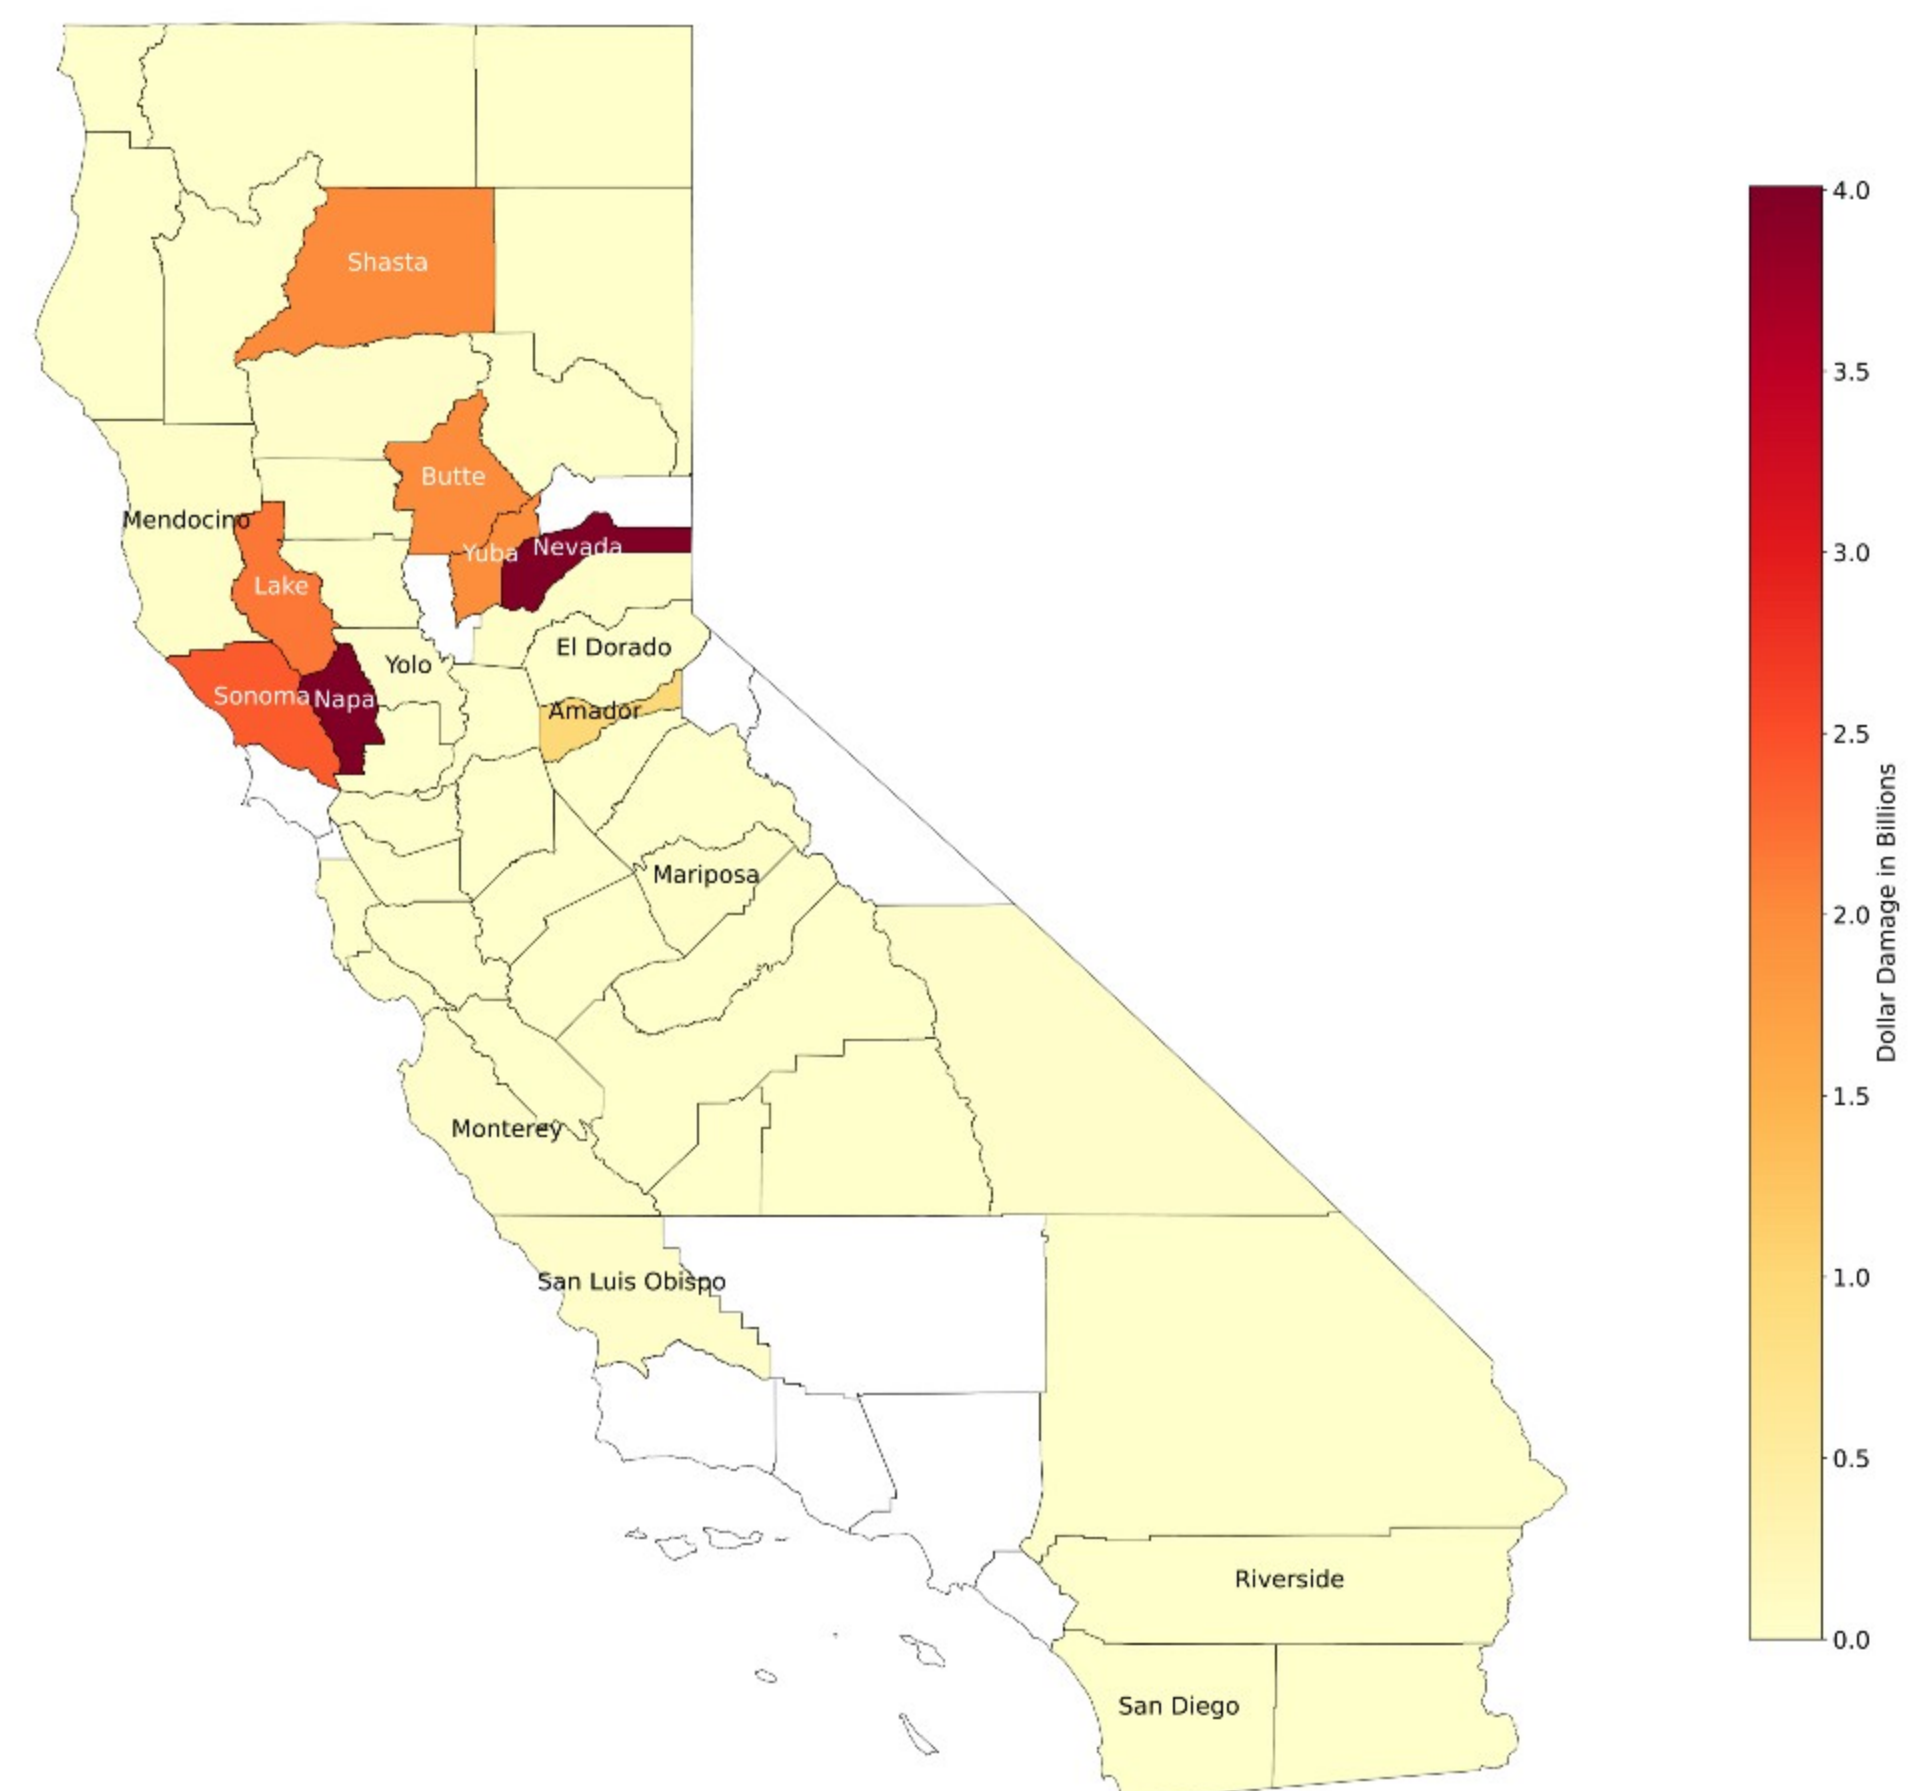 Shasta
Butte
Mendocino
Yuba
Nevada
Lake
El Dorado
Yolo
Sonoma
Napa
Amador
Mariposa
Monterey
San Luis Obispo
Riverside
San Diego
4.0
3.5
3.0
2.5
2.0
1.5
1.0
0.5
0.0
Dollar Damage in Billions